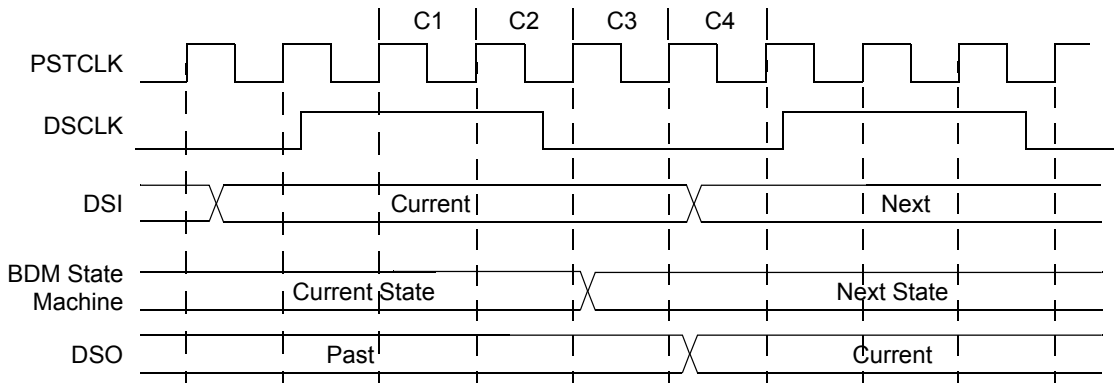 C1 C2 C3 C4
PSTCLK
DSCLK
DSI Current Next
BDM State
Machine Current State Next State
DSO Past Current